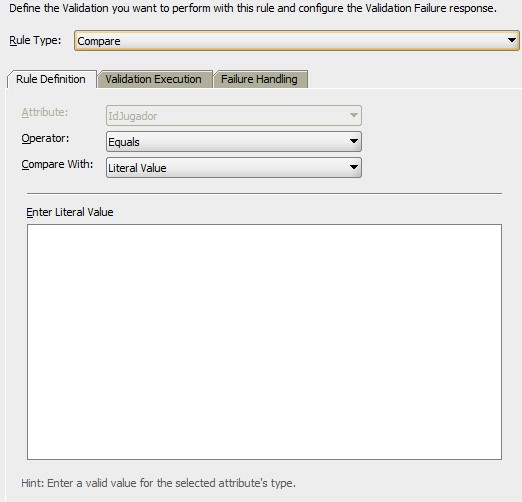 Define the Validation you want to perform with this rule and configure the Validation Failure response.
Rule Type: Compare
Rule Definition Validation Execution Failure Handling
Attribute: IdJugador
Operator: Equals
Compare With: Literal Value
Enter Literal Value
Hint: Enter a valid value for the selected attribute's type.